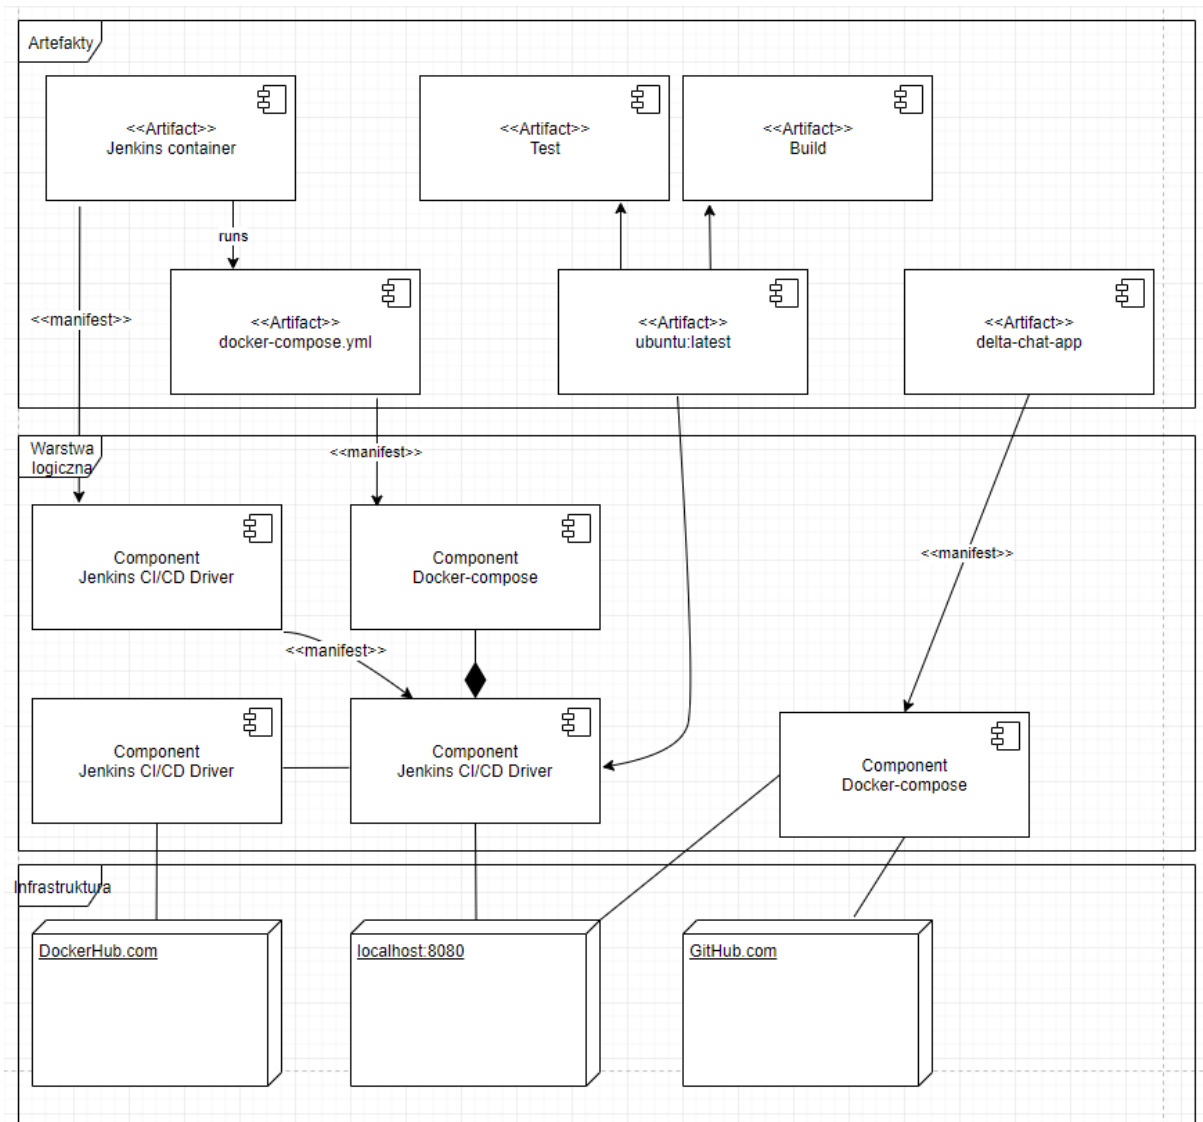 Artefakty
<<Artifact>>
Jenkins container
<<Artifact>>
Test
<<Artifact>>
Build
runs
<<manifest>>
<<Artifact>>
docker-compose.yml
<<Artifact>>
ubuntu:latest
<<Artifact>>
delta-chat-app
Warstwa
logiczna
<<manifest>>
Component
Jenkins CI/CD Driver
Component
Docker-compose
<<manifest>>
<<manifest>>
Component
Jenkins CI/CD Driver
Component
Jenkins CI/CD Driver
Component
Docker-compose
Infrastruktura
DockerHub.com
localhost:8080
GitHub.com